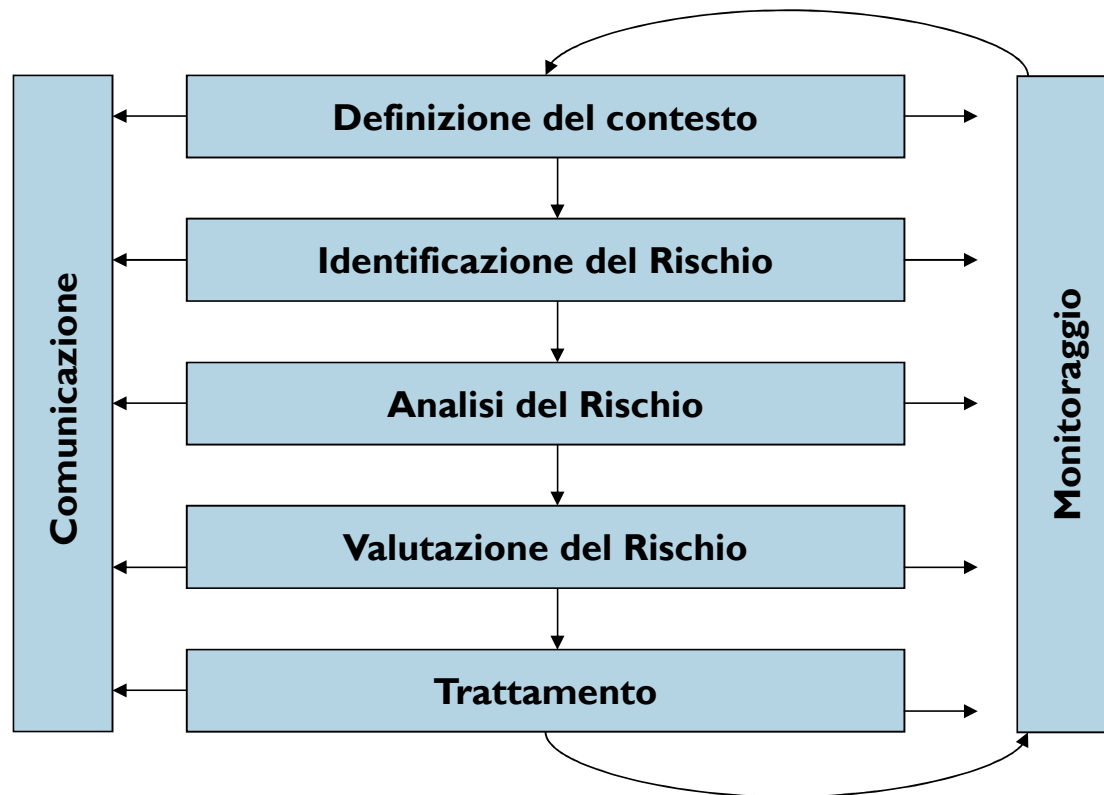 Definizione del contesto
Identificazione del Rischio
Analisi del Rischio
Valutazione del Rischio
Trattamento
Comunicazione
Monitoraggio